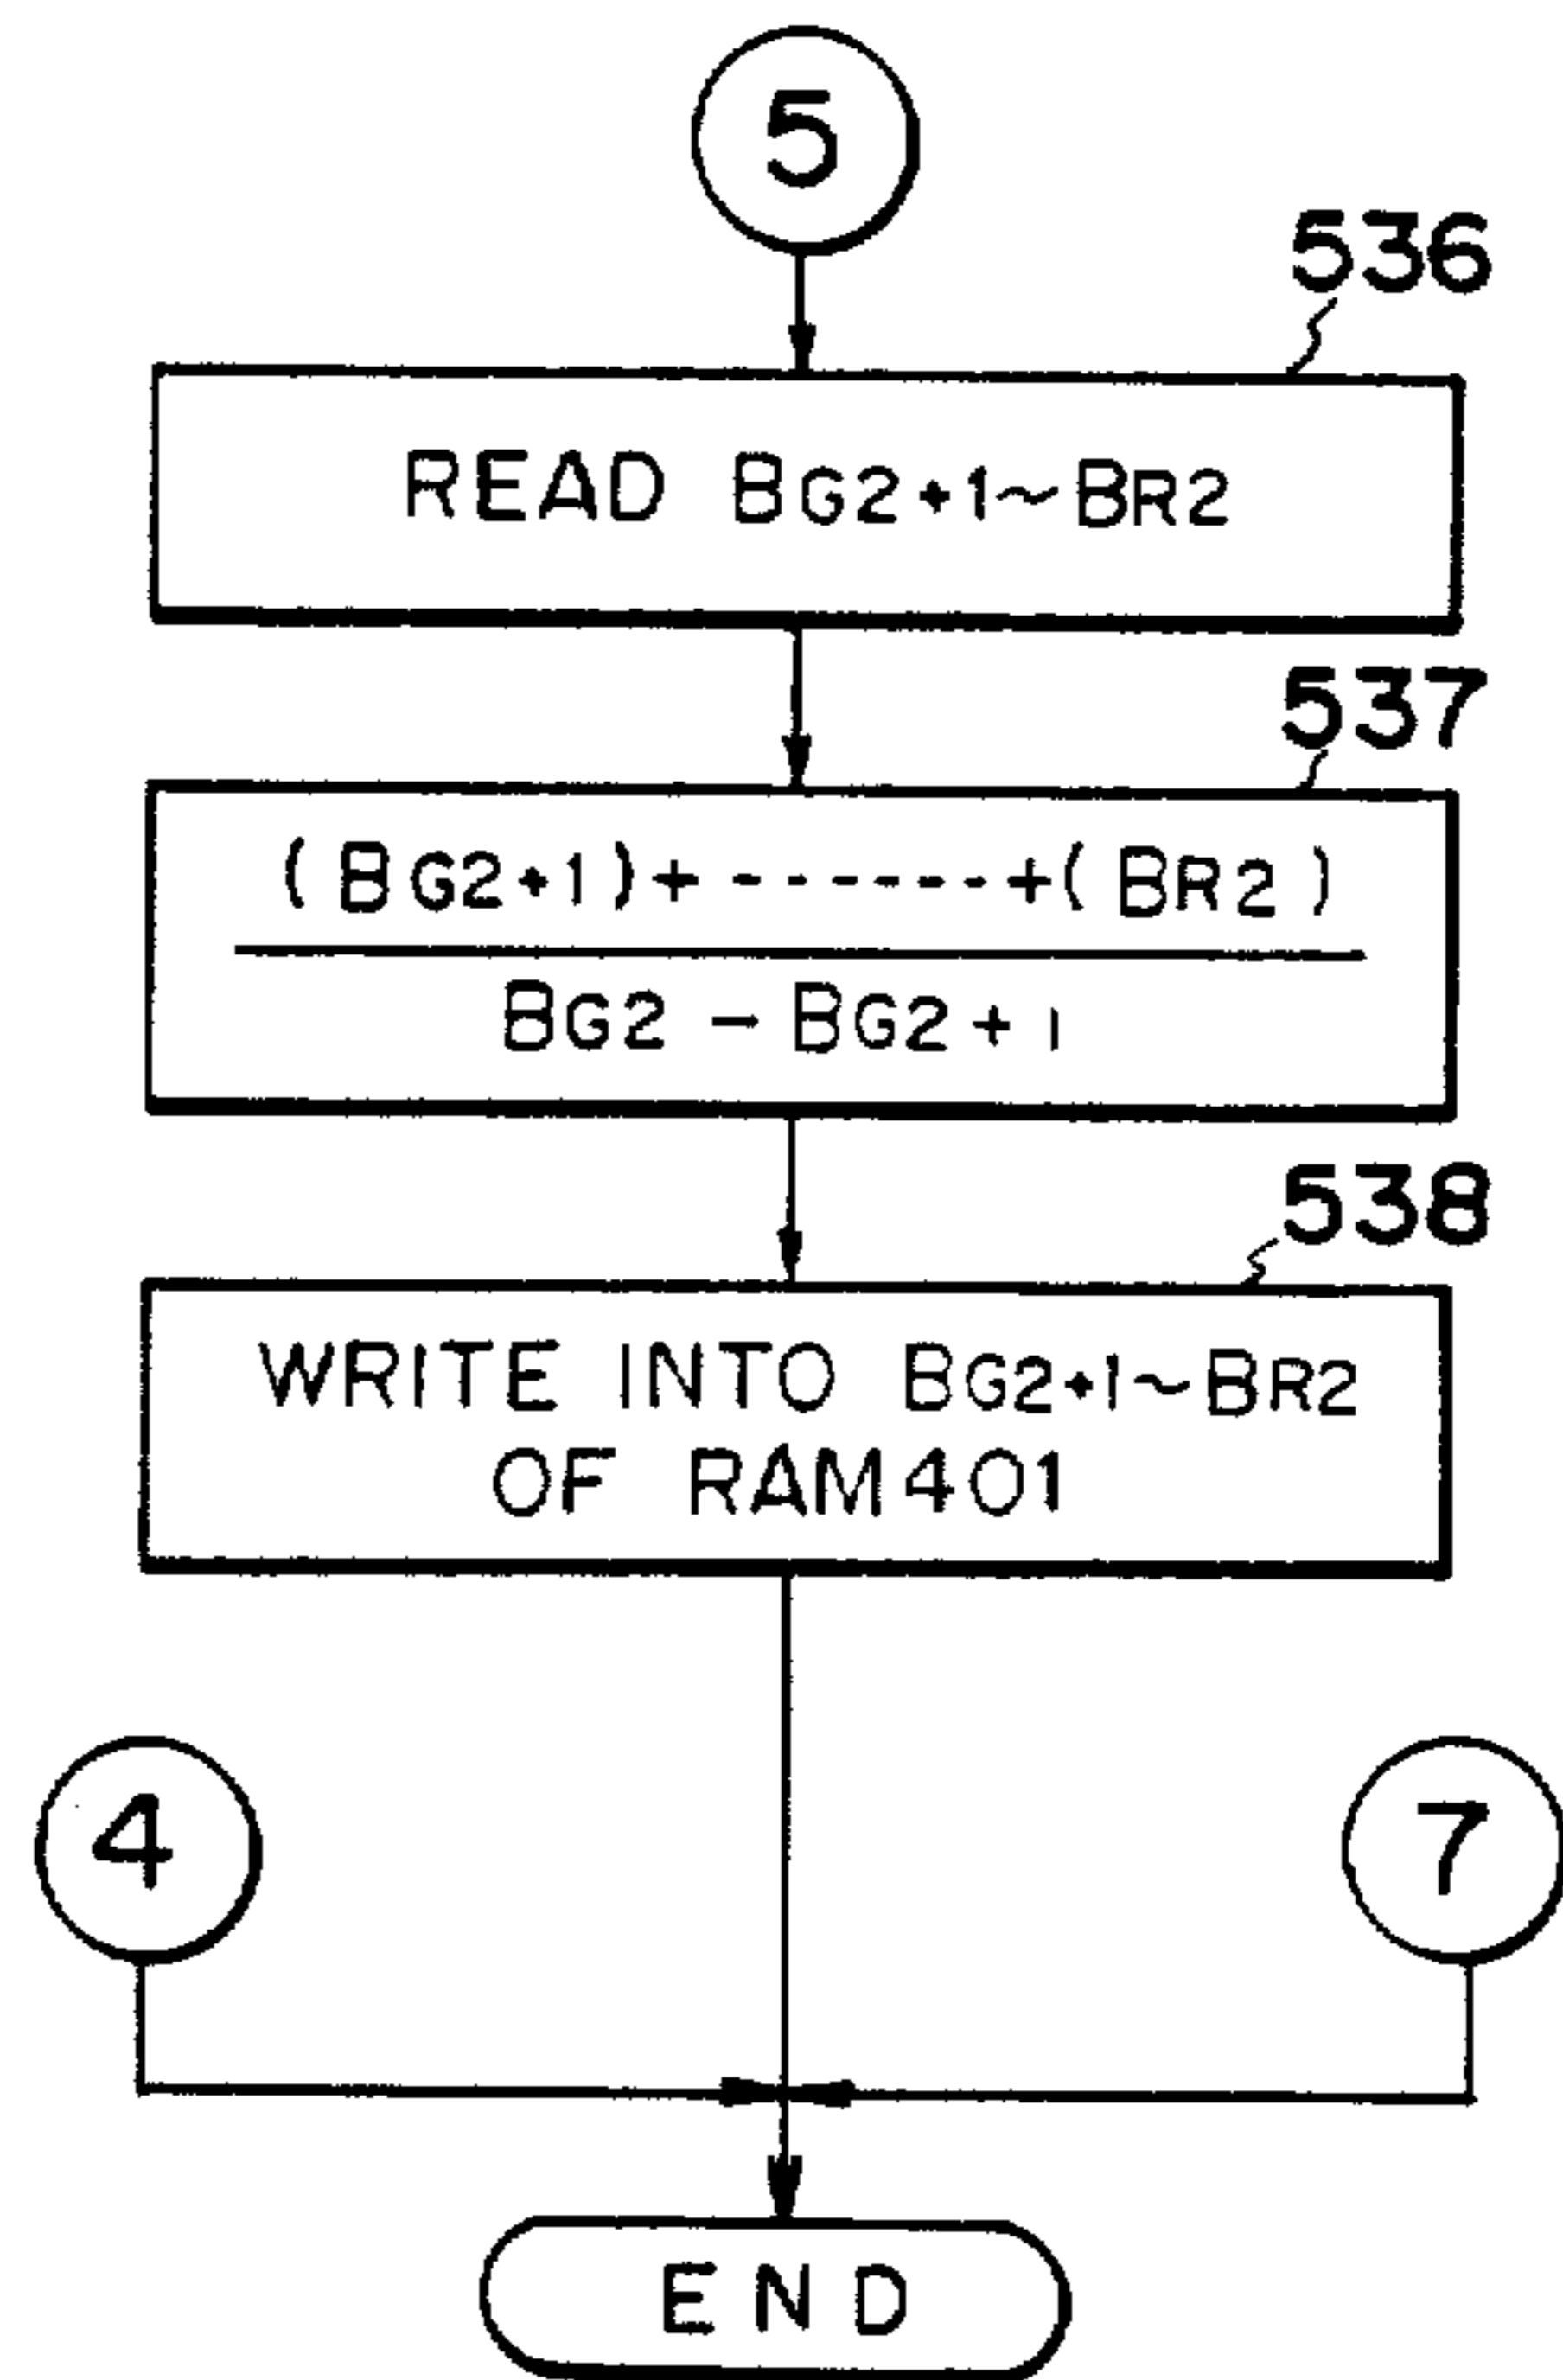 5
536
READ BG2+1~BR2
537
(BG2+1)+ - - - - - - +(BR2)
BG2 - BG2+1
538
WRITE INTO BG2+1~BR2
OF RAM401
4
7
END